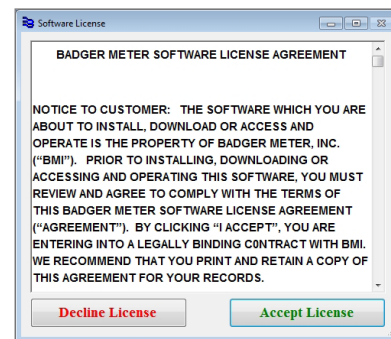 Software License
BADGER METER SOFTWARE LICENSE AGREEMENT
NOTICE TO CUSTOMER: THE SOFTWARE WHICH YOU ARE
ABOUT TO INSTALL, DOWNLOAD OR ACCESS AND
OPERATE IS THE PROPERTY OF BADGER METER, INC.
(“BMI”). PRIOR TO INSTALLING, DOWNLOADING OR
ACCESSING AND OPERATING THIS SOFTWARE, YOU MUST
REVIEW AND AGREE TO COMPLY WITH THE TERMS OF
THIS BADGER METER SOFTWARE LICENSE AGREEMENT
(“AGREEMENT”). BY CLICKING “I ACCEPT”, YOU ARE
ENTERING INTO A LEGALLY BINDING C0NTRACT WITH BMI.
WE RECOMMEND THAT YOU PRINT AND RETAIN A COPY OF
THIS AGREEMENT FOR YOUR RECORDS.
Decline License
Accept License